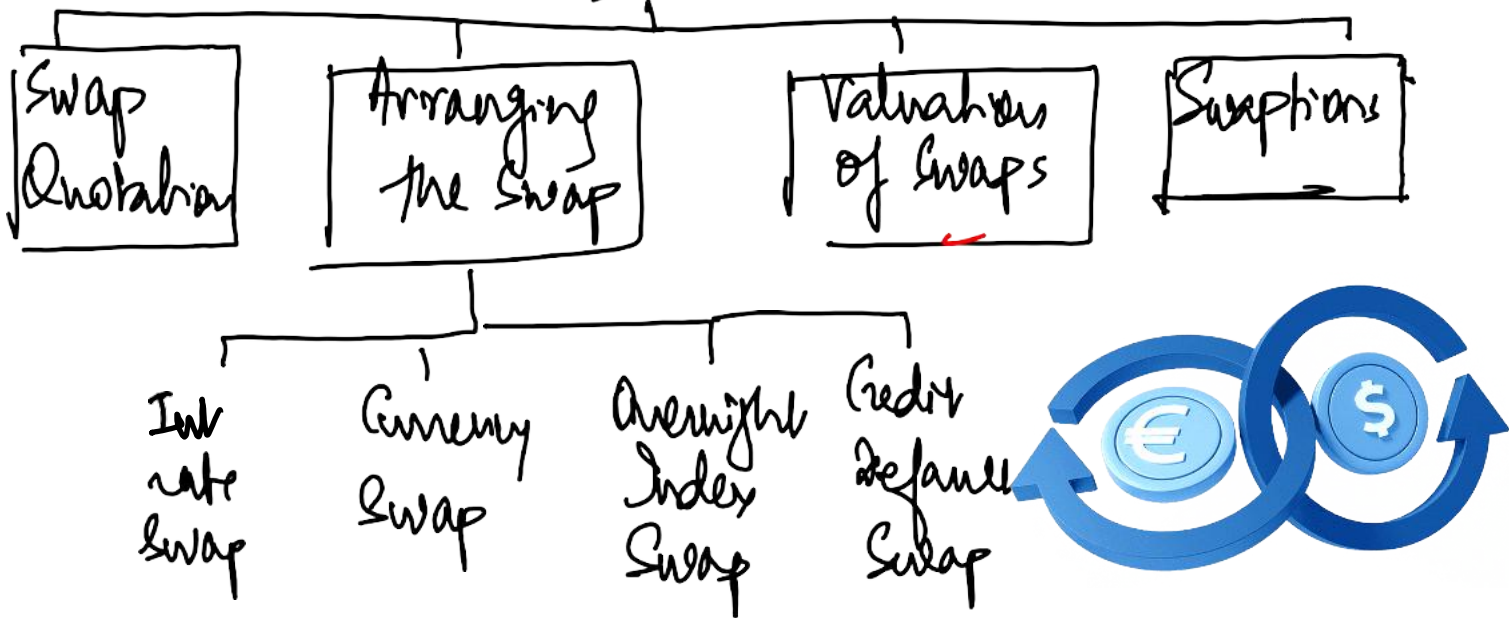 Swap
Quotation
Arranging
the Swap
Valuation
of Swaps
Swaptions
Int
rate
Swap
Currency
Swap
Overnight
Index
Swap
Credit
Default
Swap
€
$